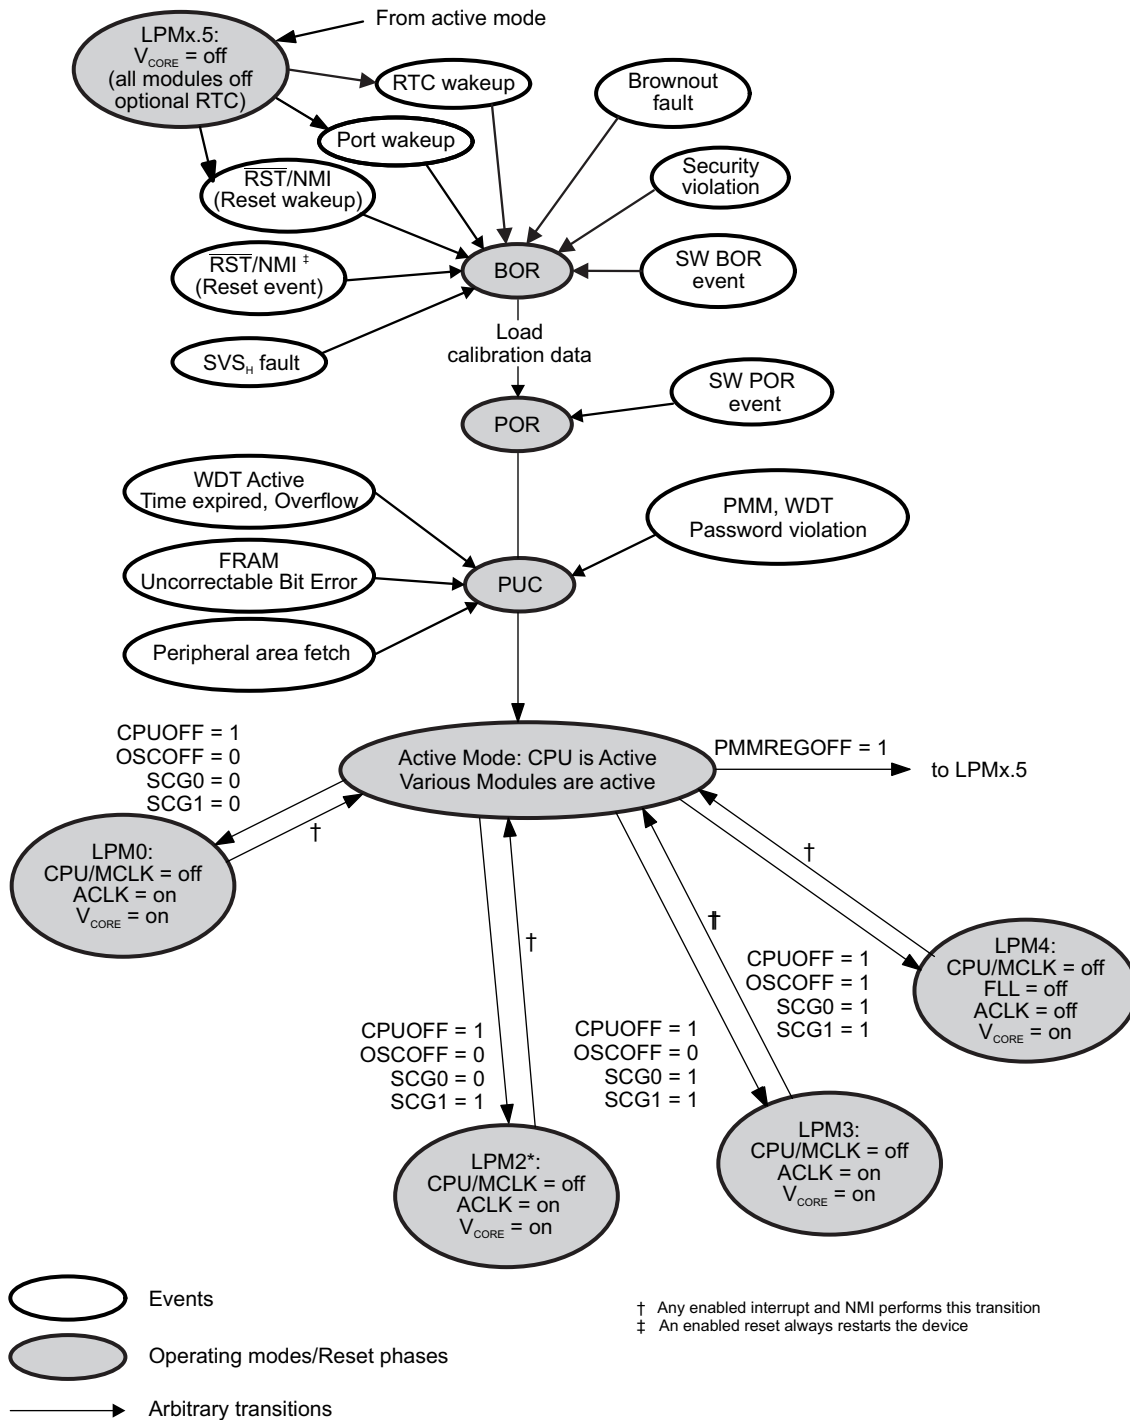 From active mode
LPMx.5:
VCORE = off
(all modules off
optional RTC)
RTC wakeup
Brownout
fault
Port wakeup
Security
violation
RST/NMI
(Reset wakeup)
RST/NMI ‡
(Reset event)
BOR
SW BOR
event
Load
calibration data
SVSH fault
SW POR
event
POR
WDT Active
Time expired, Overflow
PMM, WDT
Password violation
FRAM
Uncorrectable Bit Error
PUC
Peripheral area fetch
CPUOFF = 1
OSCOFF = 0
SCG0 = 0
SCG1 = 0
Active Mode: CPU is Active
Various Modules are active
PMMREGOFF = 1
to LPMx.5
†
LPM0:
CPU/MCLK = off
ACLK = on
VCORE = on
†
†
†
CPUOFF = 1
OSCOFF = 1
SCG0 = 1
SCG1 = 1
LPM4:
CPU/MCLK = off
FLL = off
ACLK = off
VCORE = on
CPUOFF = 1
OSCOFF = 0
SCG0 = 0
SCG1 = 1
CPUOFF = 1
OSCOFF = 0
SCG0 = 1
SCG1 = 1
LPM2*:
CPU/MCLK = off
ACLK = on
VCORE = on
LPM3:
CPU/MCLK = off
ACLK = on
VCORE = on
Events
Operating modes/Reset phases
Arbitrary transitions
† Any enabled interrupt and NMI performs this transition
‡ An enabled reset always restarts the device